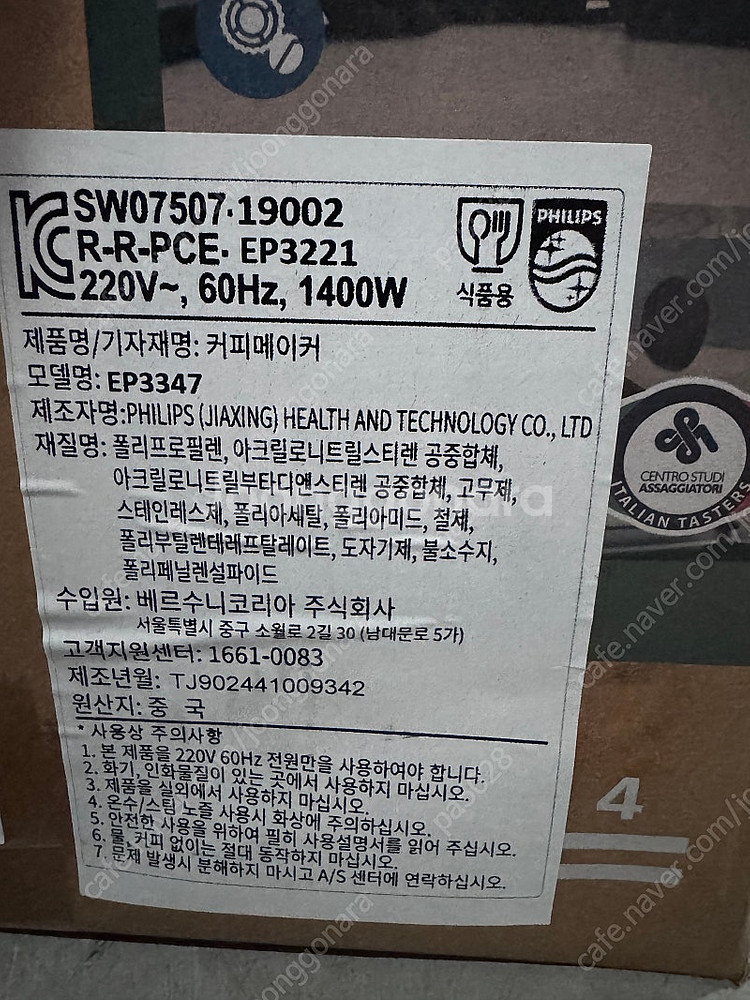 SW07507-19002
R-R-PCE- EP3221
220V~, 60Hz, 1400W
식품용
PHILIPS
제품명/기자재명: 커피메이커
모델명: EP3347
제조자명:PHILIPS (JIAXING) HEALTH AND TECHNOLOGY CO., LTD
재질명: 폴리프로필렌, 아크릴로니트릴스티렌 공중합체,
아크릴로니트릴부타디앤스티렌 공중합체, 고무제,
스테인레스제, 폴리아세탈, 폴리아미드, 철제,
폴리부틸렌테레프탈레이트, 도자기제, 불소수지,
폴리페닐렌설파이드
수입원: 베르수니코리아 주식회사
서울특별시 중구 소월로 2길 30 (남대문로 5가)
고객지원센터: 1661-0083
제조년월: TJ902441009342
원산지: 중 국
* 사용상 주의사항
1. 본 제품을 220V 60Hz 전원만을 사용하여야 합니다.
2. 화기, 인화물질이 있는 곳에서 사용하지 마십시오.
3. 제품을 실외에서 사용하지 마십시오.
4. 온수/스팀 노즐 사용시 화상에 주의하십시오.
5. 안전한 사용을 위하여 필히 사용설명서를 읽어 주십시오.
6. 물, 커피 없이는 절대 동작하지 마십시오.
7. 문제 발생시 분해하지 마시고 A/S 센터에 연락하십시오.
CENTRO STUDI
ASSAGGIATORI
ITALIAN TASTERS
4
cafe.naver.com